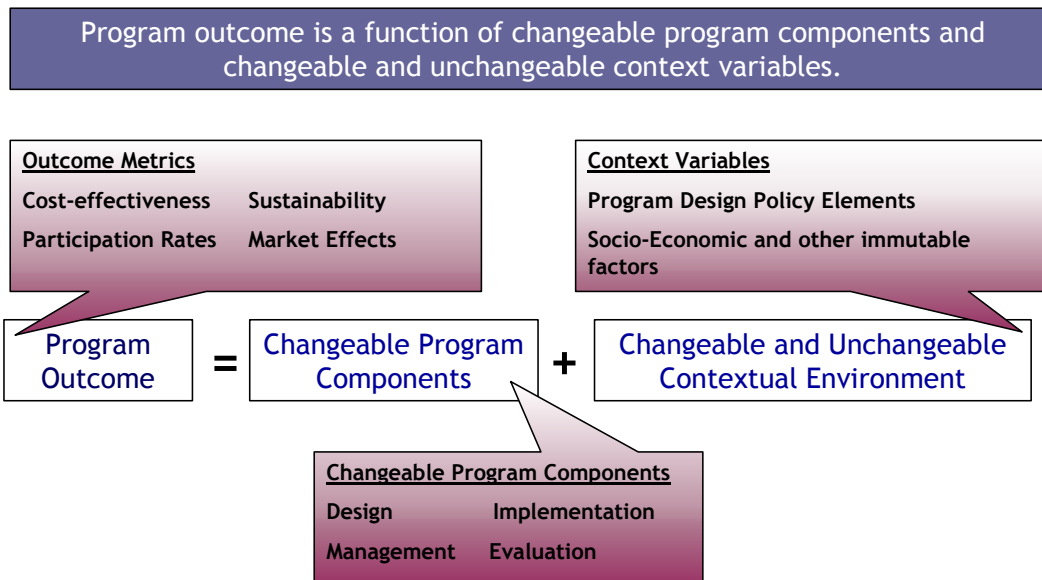 Program outcome is a function of changeable program components and
changeable and unchangeable context variables.
Outcome Metrics
Cost-effectiveness Sustainability
Participation Rates Market Effects
Context Variables
Program Design Policy Elements
Socio-Economic and other immutable
factors
Program
Outcome
=
Changeable Program
Components
+
Changeable and Unchangeable
Contextual Environment
Changeable Program Components
Design Implementation
Management Evaluation